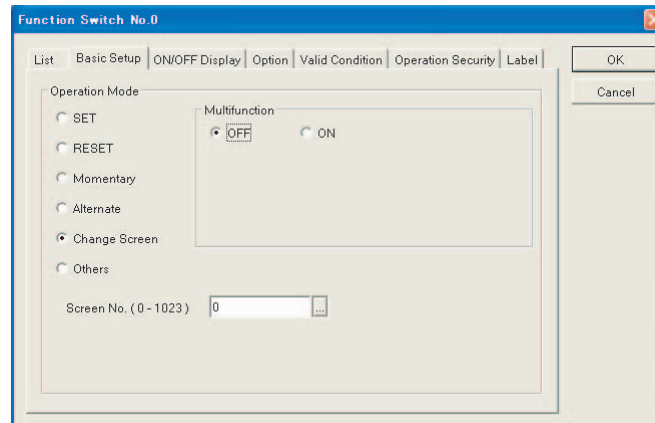 Function Switch No.0
List Basic Setup ON/OFF Display Option Valid Condition Operation Security Label
OK
Cancel
Operation Mode
SET
RESET
Momentary
Alternate
Change Screen
Others
Multifunction
OFF ON
Screen No. ( 0 - 1023 ) 0 ...